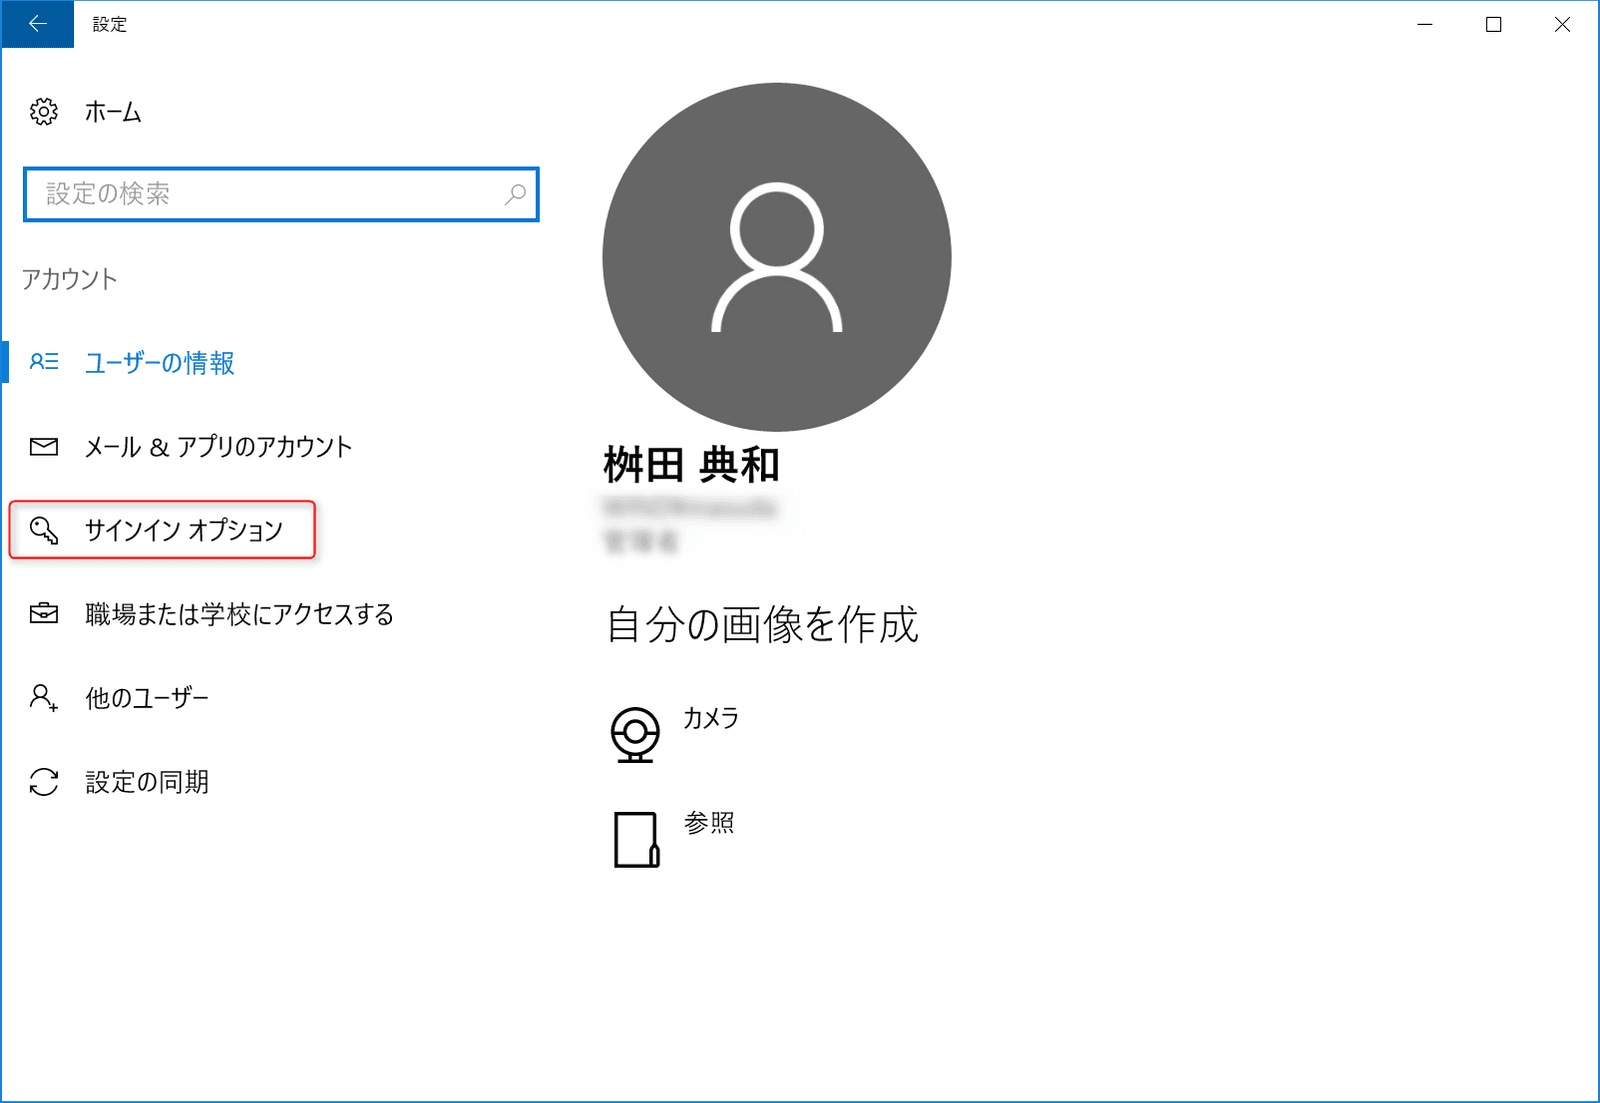 設定
ホーム
設定の検索
アカウント
ユーザーの情報
メール & アプリのアカウント
サインイン オプション
職場または学校にアクセスする
他のユーザー
設定の同期
桝田 典和
自分の画像を作成
カメラ
参照